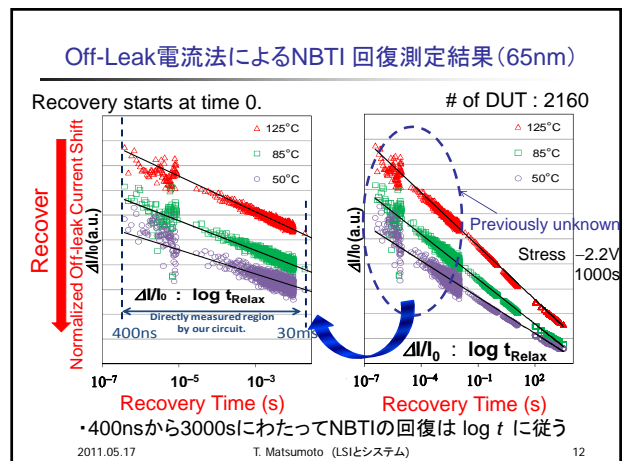 Off-Leak電流法によるNBTI 回復測定結果(65nm)
Recovery starts at time 0.
# of DUT : 2160
Recover
Normalized Off-leak Current Shift
ΔI/I₀ (a.u.)
125°C
85°C
50°C
ΔI/I₀ : log tRelax
Directly measured region
by our circuit.
400ns
30ms
10-7
10-5
10-3
Recovery Time (s)
ΔI/I₀ (a.u.)
125°C
85°C
50°C
Previously unknown
Stress −2.2V
1000s
ΔI/I₀ : log tRelax
10-7
10-4
10-1
10²
Recovery Time (s)
・400nsから3000sにわたってNBTIの回復は log t に従う
2011.05.17
T. Matsumoto (LSIとシステム)
12